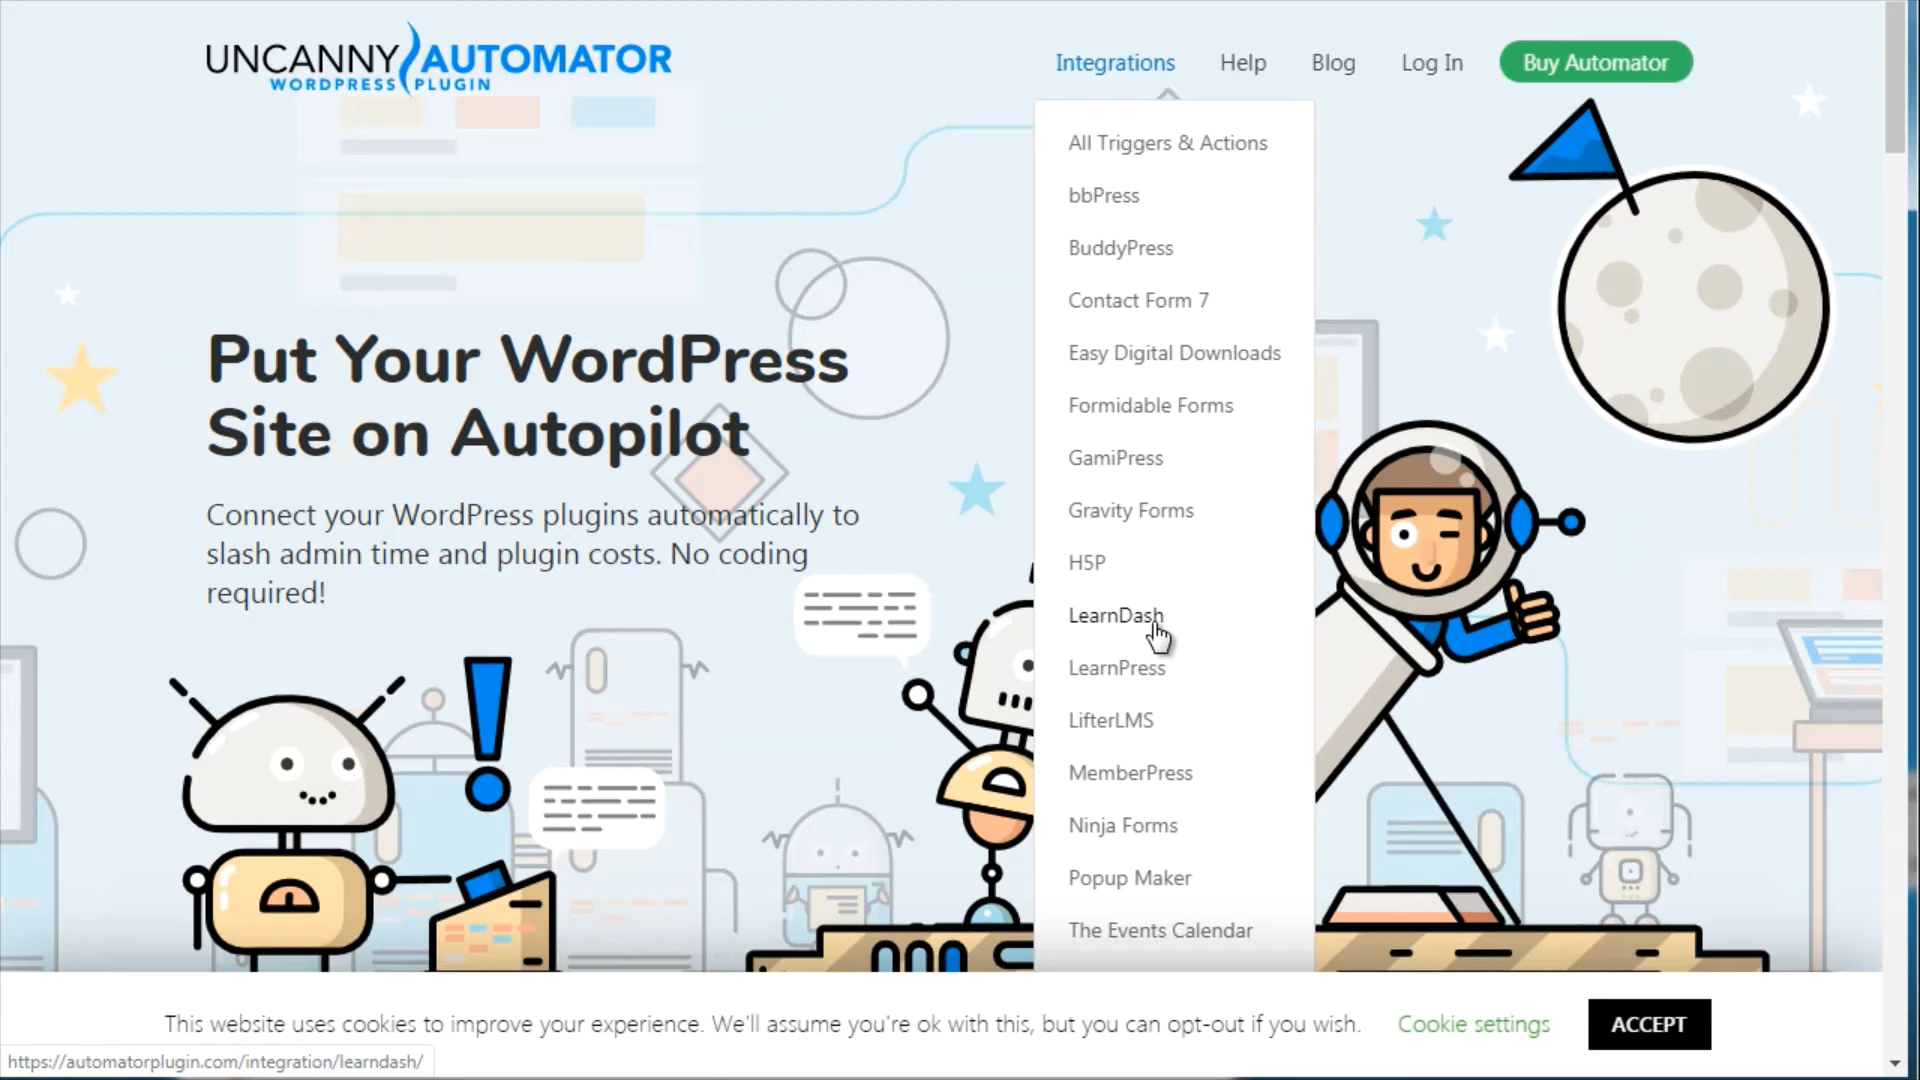 UNCANNY AUTOMATOR
WORDPRESS PLUGIN
Integrations
Help
Blog
Log In
Buy Automator
All Triggers & Actions
bbPress
BuddyPress
Contact Form 7
Easy Digital Downloads
Formidable Forms
GamiPress
Gravity Forms
H5P
LearnDash
LearnPress
LifterLMS
MemberPress
Ninja Forms
Popup Maker
The Events Calendar
Put Your WordPress
Site on Autopilot
Connect your WordPress plugins automatically to
slash admin time and plugin costs. No coding
required!
This website uses cookies to improve your experience. We'll assume you're ok with this, but you can opt-out if you wish.
Cookie settings
ACCEPT
https://automatorplugin.com/integration/learndash/